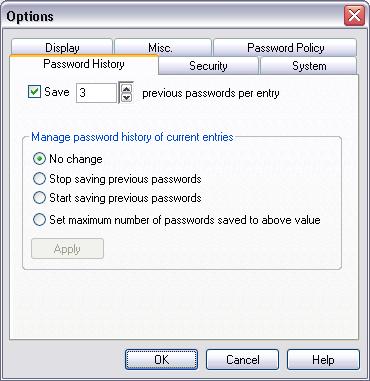 Options
Display Misc. Password Policy
Password History Security System
Save 3 previous passwords per entry
Manage password history of current entries
No change
Stop saving previous passwords
Start saving previous passwords
Set maximum number of passwords saved to above value
Apply
OK Cancel Help